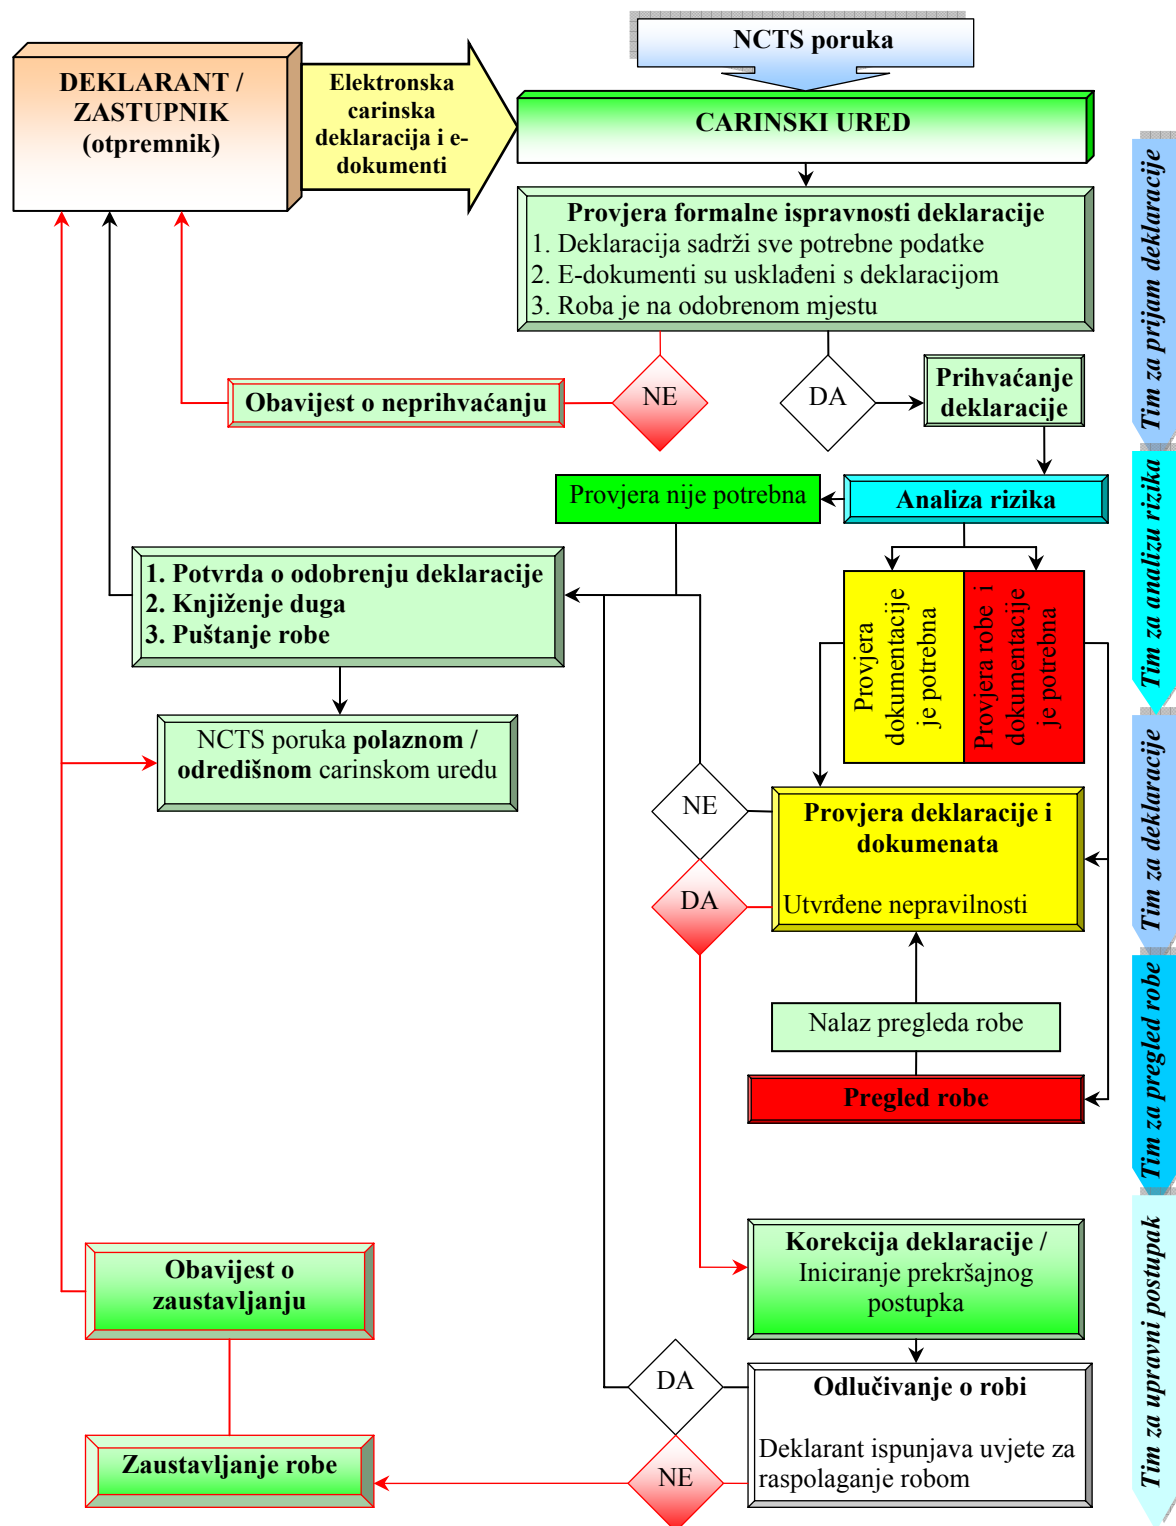 NCTS poruka
DEKLARANT /
ZASTUPNIK
(otpremnik)
Elektronska
carinska
deklaracija i e-
dokumenti
CARINSKI URED
Provjera formalne ispravnosti deklaracije
1. Deklaracija sadrži sve potrebne podatke
2. E-dokumenti su usklađeni s deklaracijom
3. Roba je na odobrenom mjestu
Tim za prijam deklaracije
NE
DA
Obavijest o neprihvaćanju
Prihvaćanje
deklaracije
Provjera nije potrebna
Analiza rizika
Tim za analizu rizika
1. Potvrda o odobrenju deklaracije
2. Knjiženje duga
3. Puštanje robe
Provjera
dokumentacije
je potrebna
Provjera robe i
dokumentacije
je potrebna
NCTS poruka polaznom /
odredišnom carinskom uredu
NE
Provjera deklaracije i
dokumenata
DA
Utvrđene nepravilnosti
Tim za deklaracije
Nalaz pregleda robe
Pregled robe
Tim za pregled robe
Korekcija deklaracije /
Iniciranje prekršajnog
postupka
Obavijest o
zaustavljanju
DA
Odlučivanje o robi
Deklarant ispunjava uvjete za
raspolaganje robom
NE
Zaustavljanje robe
Tim za upravni postupak